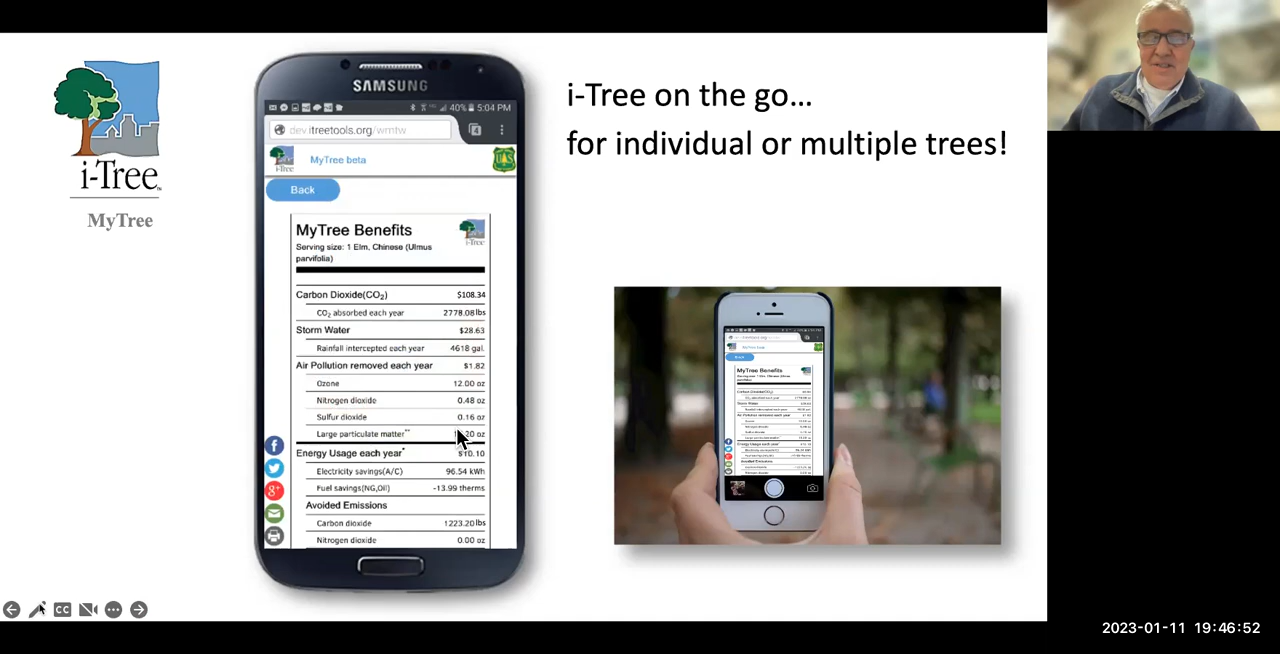 i-Tree
MyTree
SAMSUNG
40% 5:04 PM
dev.itreetools.org/wmtw
i-Tree
MyTree beta
Back
MyTree Benefits
Serving size: 1 Elm, Chinese (Ulmus
parvifolia)
i-Tree
Carbon Dioxide(CO₂) $108.34
CO₂ absorbed each year 2778.08 lbs
Storm Water $28.63
Rainfall intercepted each year 4618 gal.
Air Pollution removed each year $1.82
Ozone 12.00 oz
Nitrogen dioxide 0.48 oz
Sulfur dioxide 0.16 oz
Large particulate matter** oz
Energy Usage each year* $10.10
Electricity savings(A/C) 96.54 kWh
Fuel savings(NG,Oil) -13.99 therms
Avoided Emissions
Carbon dioxide 1223.20 lbs
Nitrogen dioxide 0.00 oz
i-Tree on the go...
for individual or multiple trees!
MyTree Benefits
CC
2023-01-11 19:46:52